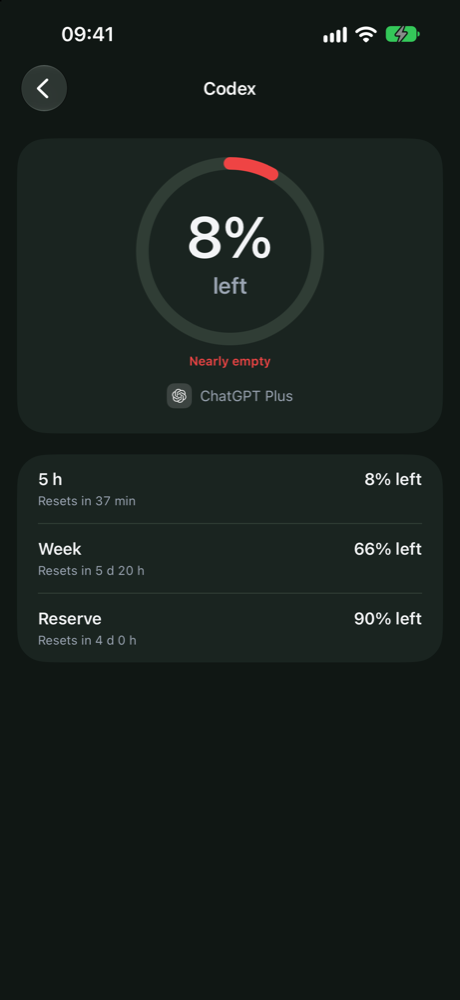 09:41
Codex
8%
left
Nearly empty
ChatGPT Plus
5 h
8% left
Resets in 37 min
Week
66% left
Resets in 5 d 20 h
Reserve
90% left
Resets in 4 d 0 h